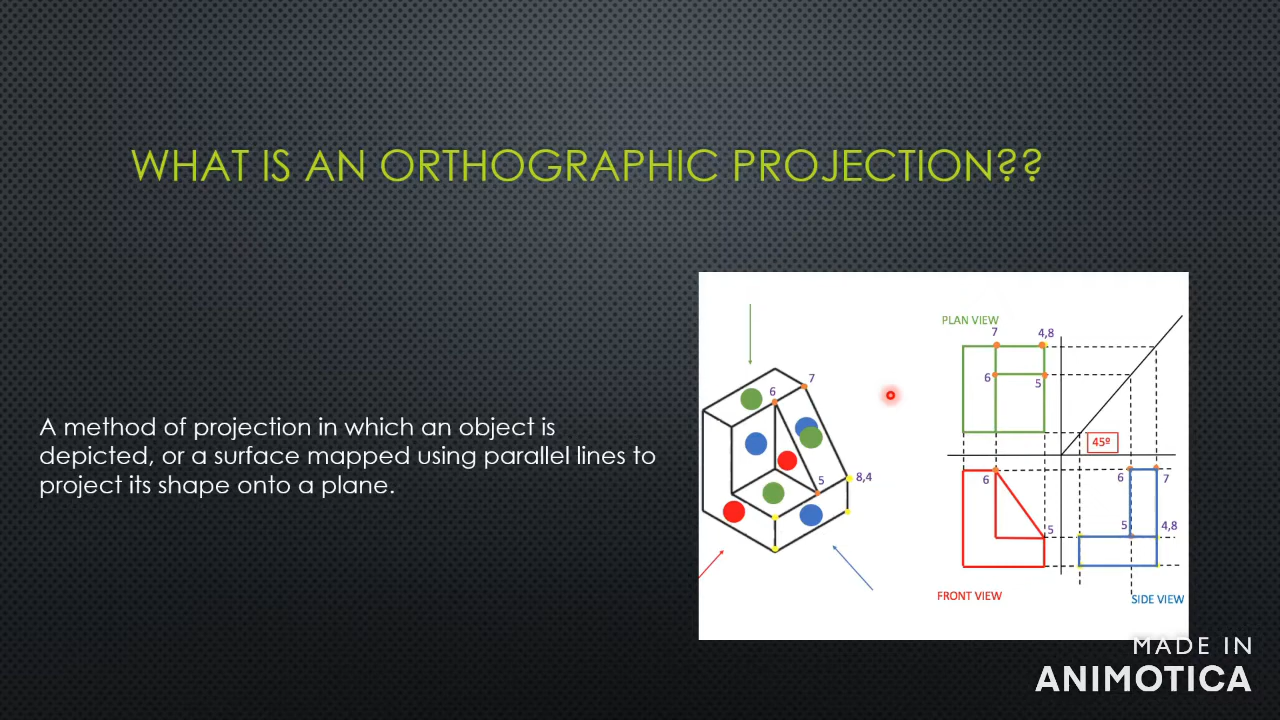 WHAT IS AN ORTHOGRAPHIC PROJECTION??
A method of projection in which an object is
depicted, or a surface mapped using parallel lines to
project its shape onto a plane.
7
6
5
8,4
PLAN VIEW
7
4,8
6
5
45º
6
5
FRONT VIEW
6
7
5
4,8
SIDE VIEW
MADE IN
ANIMOTICA